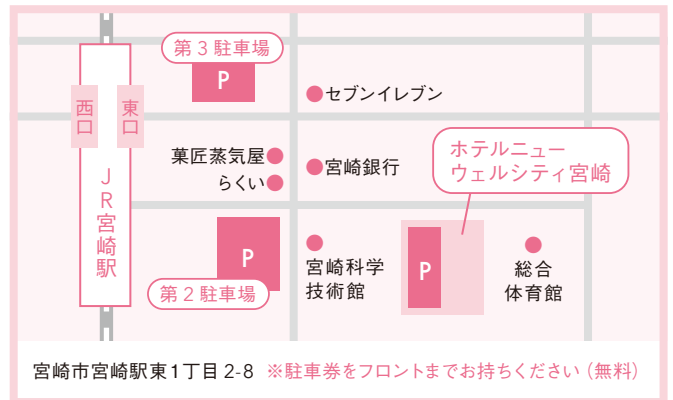 第3駐車場
P
セブンイレブン
西口
東口
JR宮崎駅
菓匠蒸気屋
らくい
宮崎銀行
ホテルニュー
ウェルシティ宮崎
P
第2駐車場
宮崎科学
技術館
P
総合
体育館
宮崎市宮崎駅東1丁目2-8 ※駐車券をフロントまでお持ちください（無料）